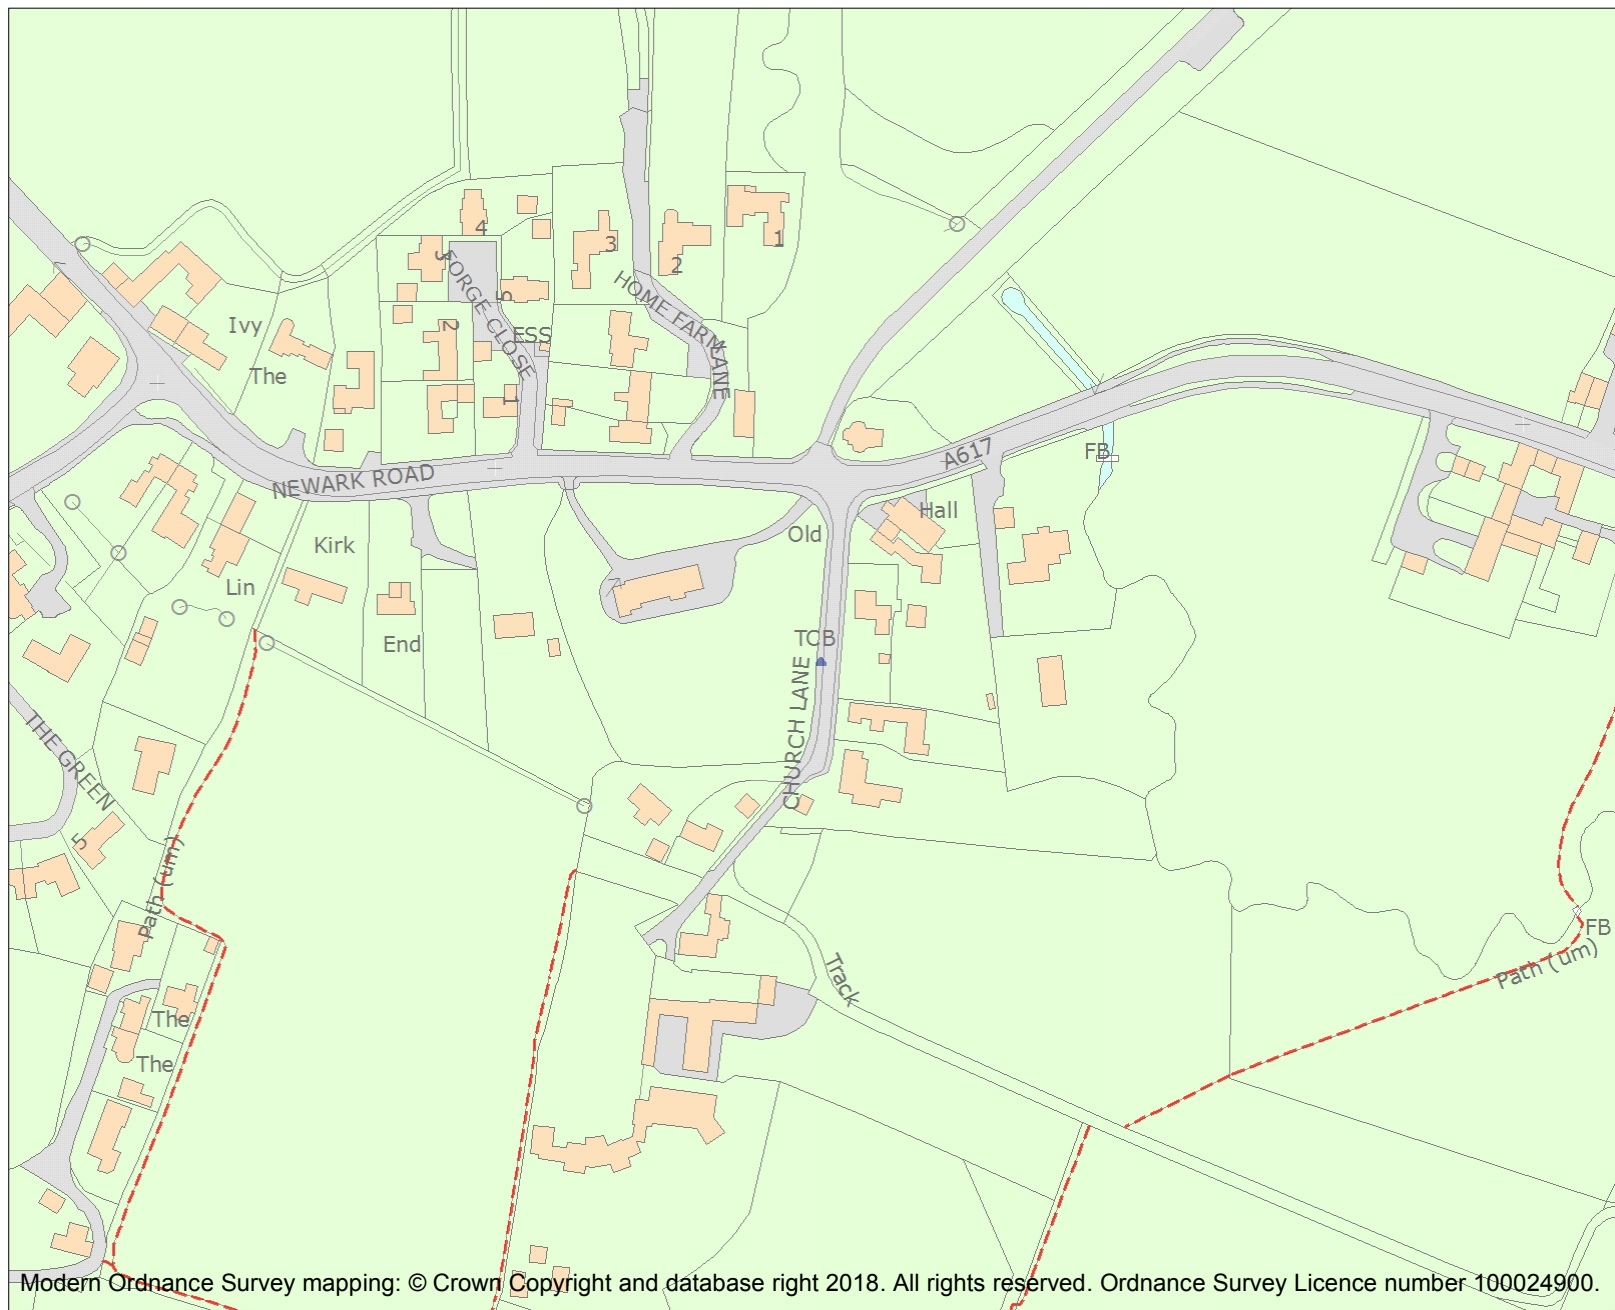 4
3
3
2
1
FORGE CLOSE
5
HOME FARM LANE
Ivy
2
ESS
The
1
NEWARK ROAD
A617
FB
Hall
Old
Kirk
Lin
End
TCB
CHURCH LANE
THE GREEN
5
Path (um)
FB
Path (um)
Track
The
The
Modern Ordnance Survey mapping: © Crown Copyright and database right 2018. All rights reserved. Ordnance Survey Licence number 100024900.